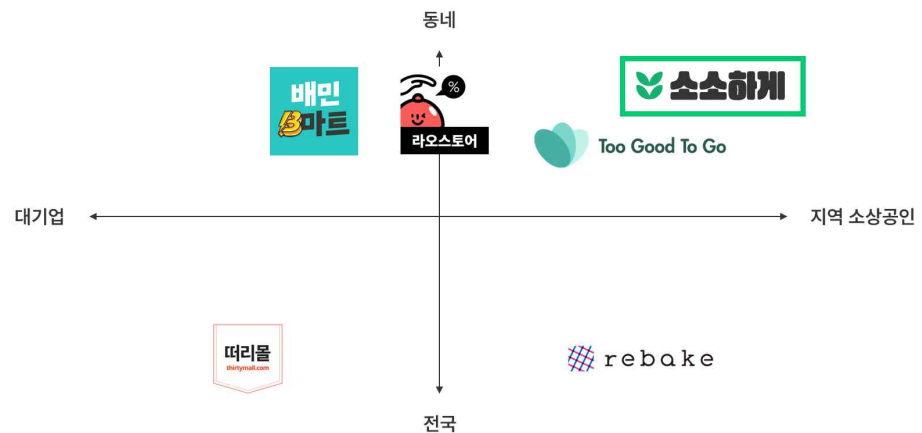 동네
배민
B마트
%
라오스토어
소소하게
Too Good To Go
대기업
지역 소상공인
떠리몰
thirtymall.com
rebake
전국